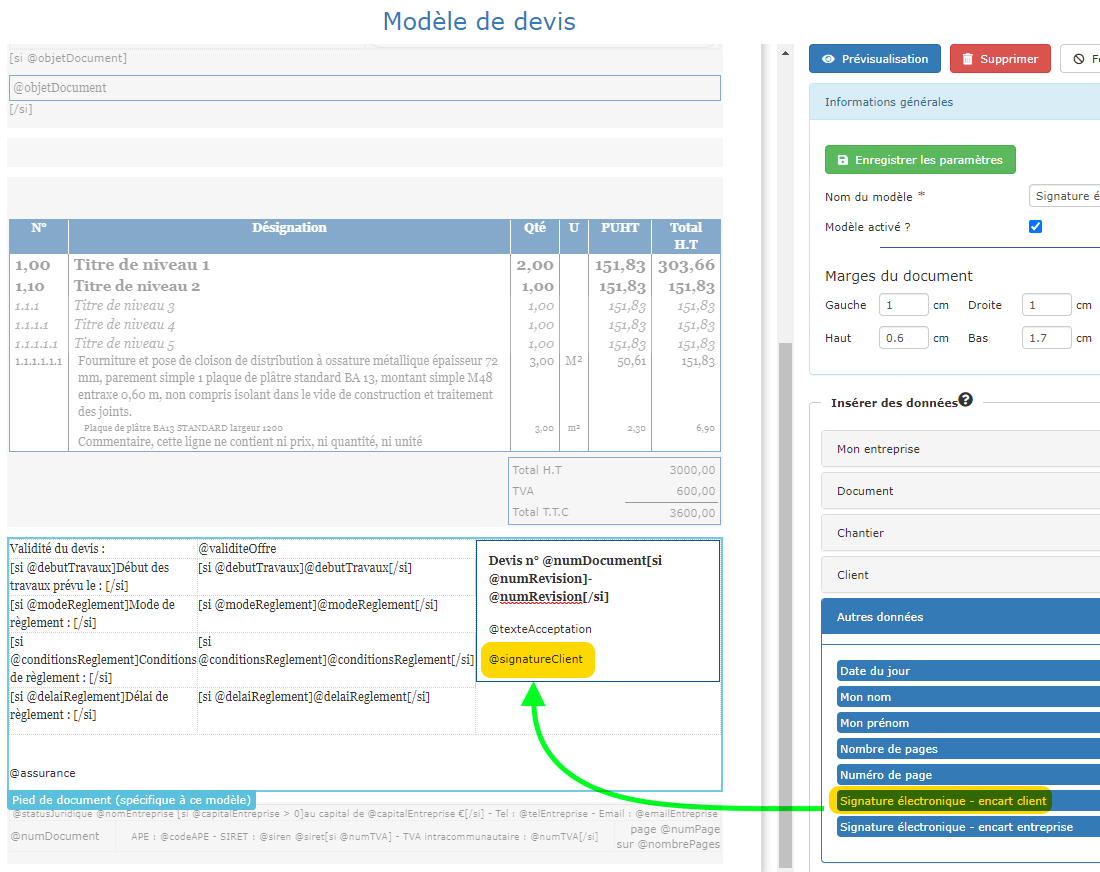 Modèle de devis
[si @objetDocument]
@objetDocument
[/si]
N° Désignation Qté U PUHT Total H.T
1,00 Titre de niveau 1 2,00 151,83 303,66
1,10 Titre de niveau 2 1,00 151,83 151,83
1.1.1 Titre de niveau 3 1,00 151,83 151,83
1.1.1.1 Titre de niveau 4 1,00 151,83 151,83
1.1.1.1.1 Titre de niveau 5 1,00 151,83 151,83
1.1.1.1.1.1 Fourniture et pose de cloison de distribution à ossature métallique épaisseur 72 3,00 M² 50,61 151,83
mm, parement simple 1 plaque de plâtre standard BA 13, montant simple M48
entraxe 0,60 m, non compris isolant dans le vide de construction et traitement
des joints.
Plaque de plâtre BA13 STANDARD largeur 1200 3,00 m² 2,30 6,90
Commentaire, cette ligne ne contient ni prix, ni quantité, ni unité
Total H.T 3000,00
TVA 600,00
Total T.T.C 3600,00
Validité du devis : @validiteOffre
[si @debutTravaux]Début des
travaux prévu le : [/si]
[si @debutTravaux]@debutTravaux[/si]
[si @modeReglement]Mode de
règlement : [/si]
[si @modeReglement]@modeReglement[/si]
[si
@conditionsReglement]Conditions
de règlement : [/si]
[si
@conditionsReglement]@conditionsReglement[/si]
[si @delaiReglement]Délai de
règlement : [/si]
[si @delaiReglement]@delaiReglement[/si]
Devis n° @numDocument[si
@numRevision]-
@numRevision[/si]
@texteAcceptation
@signatureClient
@assurance
Pied de document (spécifique à ce modèle)
@statusJuridique @nomEntreprise [si @capitalEntreprise > 0]au capital de @capitalEntreprise €[/si] - Tel : @telEntreprise - Email : @emailEntreprise
@numDocument
APE : @codeAPE - SIRET : @siren @siret[si @numTVA] - TVA intracommunautaire : @numTVA[/si]
page @numPage
sur @nombrePages
Prévisualisation
Supprimer
Informations générales
Enregistrer les paramètres
Nom du modèle *
Signature é
Modèle activé ?
Marges du document
Gauche 1 cm Droite 1 cm
Haut 0.6 cm Bas 1.7 cm
Insérer des données?
Mon entreprise
Document
Chantier
Client
Autres données
Date du jour
Mon nom
Mon prénom
Nombre de pages
Numéro de page
Signature électronique - encart client
Signature électronique - encart entreprise